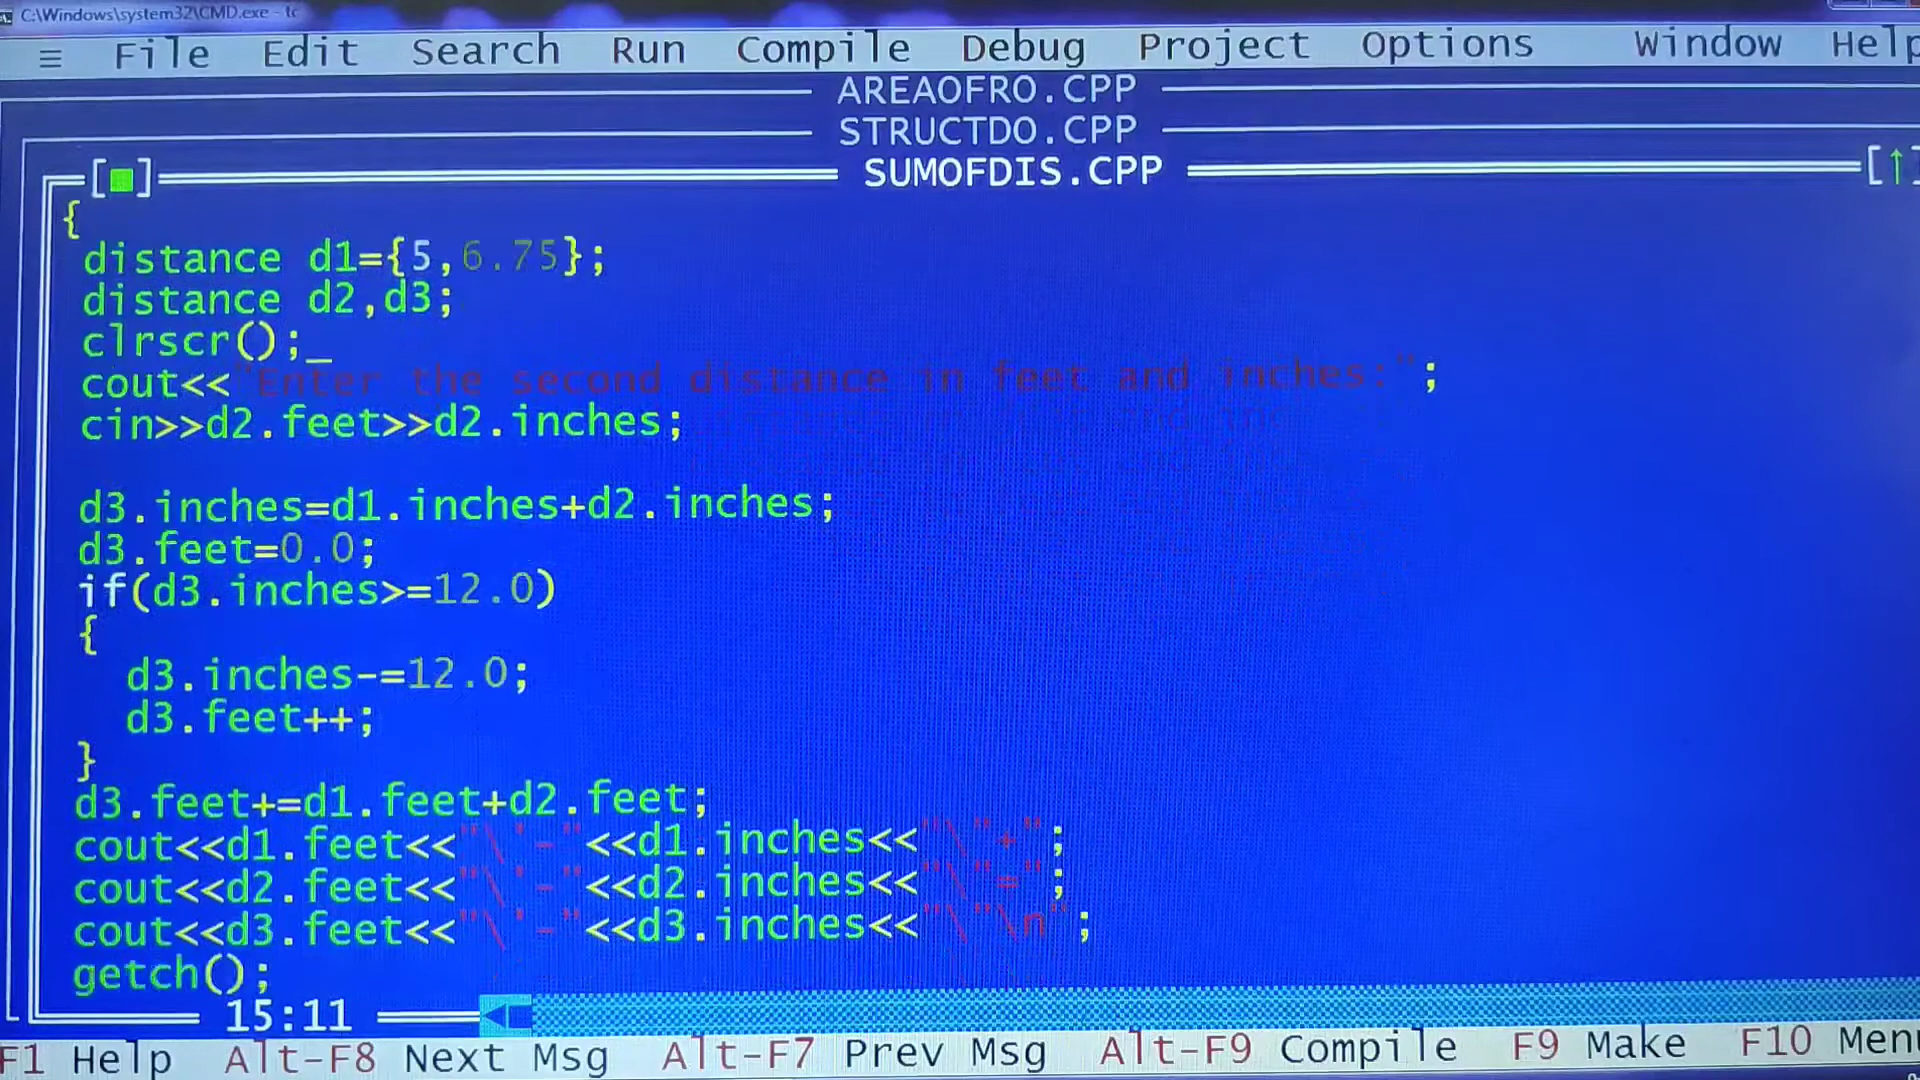 C:\Windows\system32\CMD.exe - tc
≡ File Edit Search Run Compile Debug Project Options Window Help
AREAOFRO.CPP
STRUCTDO.CPP
[■] SUMOFDIS.CPP [↑]
{
distance d1={5,6.75};
distance d2,d3;
clrscr();_
cout<<"Enter the second distance in feet and inches:";
cin>>d2.feet>>d2.inches;
d3.inches=d1.inches+d2.inches;
d3.feet=0.0;
if(d3.inches>=12.0)
{
d3.inches-=12.0;
d3.feet++;
}
d3.feet+=d1.feet+d2.feet;
cout<<d1.feet<<"\'-"<<d1.inches<<"\"+";
cout<<d2.feet<<"\'-"<<d2.inches<<"\"=";
cout<<d3.feet<<"\'-"<<d3.inches<<"\"\n";
getch();
15:11
F1 Help Alt-F8 Next Msg Alt-F7 Prev Msg Alt-F9 Compile F9 Make F10 Menu